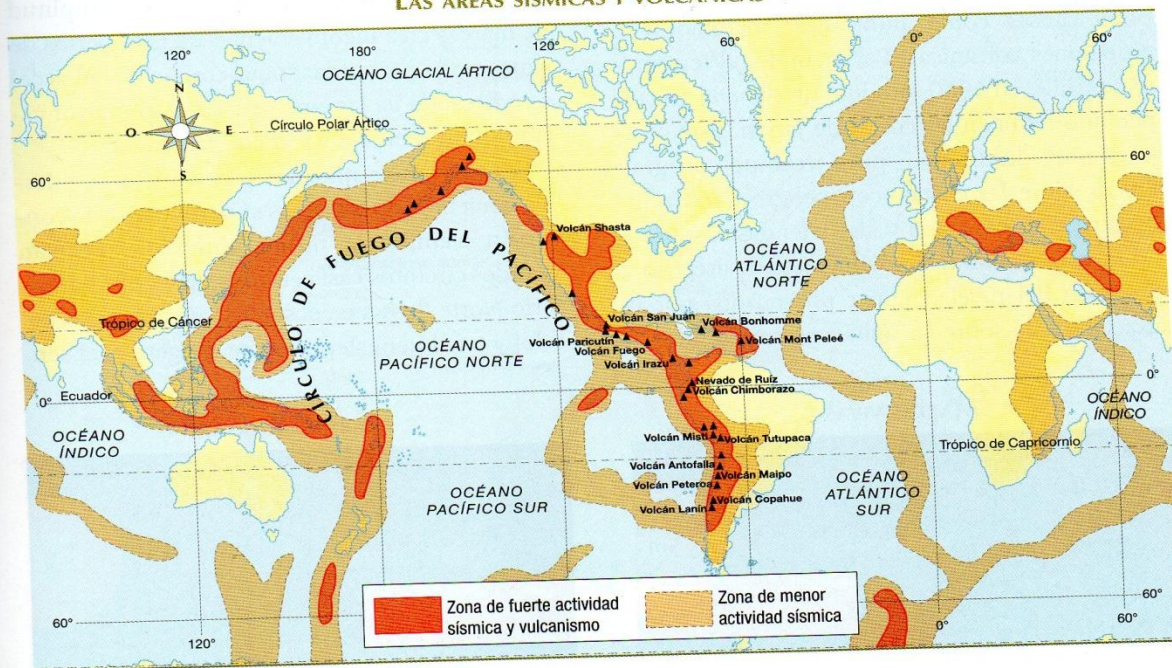 LAS ÁREAS SÍSMICAS Y VOLCÁNICAS
120°
180°
120°
60°
0°
60°
OCÉANO GLACIAL ÁRTICO
N
O
E
S
Círculo Polar Ártico
60°
60°
CÍRCULO DE FUEGO DEL PACÍFICO
Volcán Shasta
OCÉANO
ATLÁNTICO
NORTE
Trópico de Cáncer
Volcán San Juan
Volcán Bonhomme
Volcán Paricutín
Volcán Mont Peleé
OCÉANO
PACÍFICO NORTE
Volcán Fuego
Volcán Irazu
Nevado de Ruíz
Volcán Chimborazo
Ecuador
0°
0°
OCÉANO
ÍNDICO
OCÉANO
ÍNDICO
Volcán Misti
Volcán Tutupaca
Trópico de Capricornio
Volcán Antofalla
Volcán Maipo
OCÉANO
PACÍFICO SUR
Volcán Peteroa
OCÉANO
ATLÁNTICO
SUR
Volcán Copahue
Volcán Lanín
Zona de fuerte actividad
sísmica y vulcanismo
Zona de menor
actividad sísmica
60°
60°
120°
0°
60°